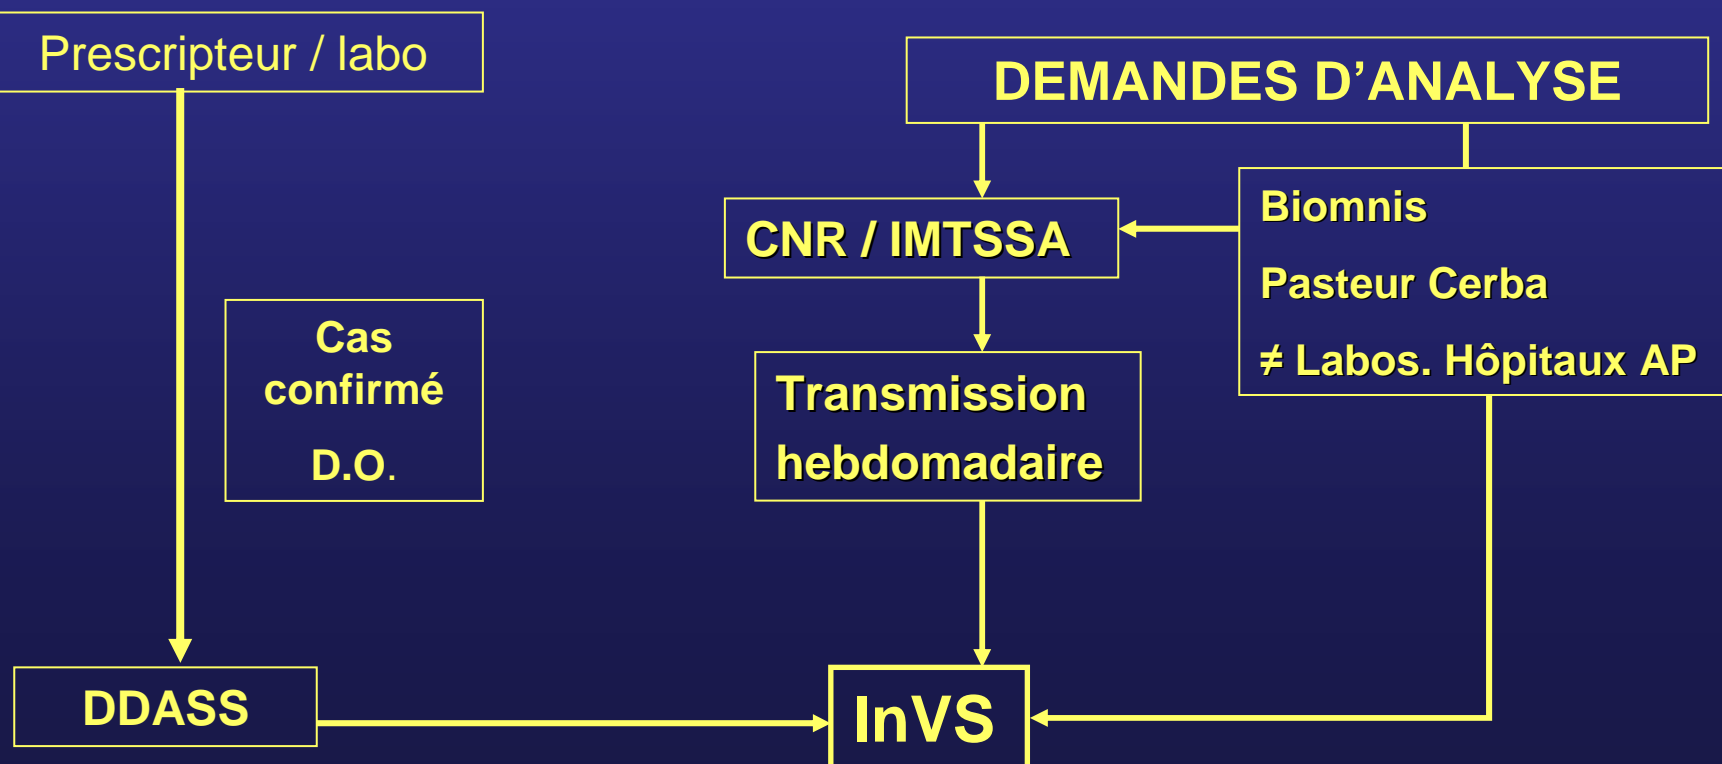 Prescripteur / labo
DEMANDES D’ANALYSE
CNR / IMTSSA
Biomnis
Pasteur Cerba
≠ Labos. Hôpitaux AP
Cas
confirmé
D.O.
Transmission
hebdomadaire
DDASS
InVS